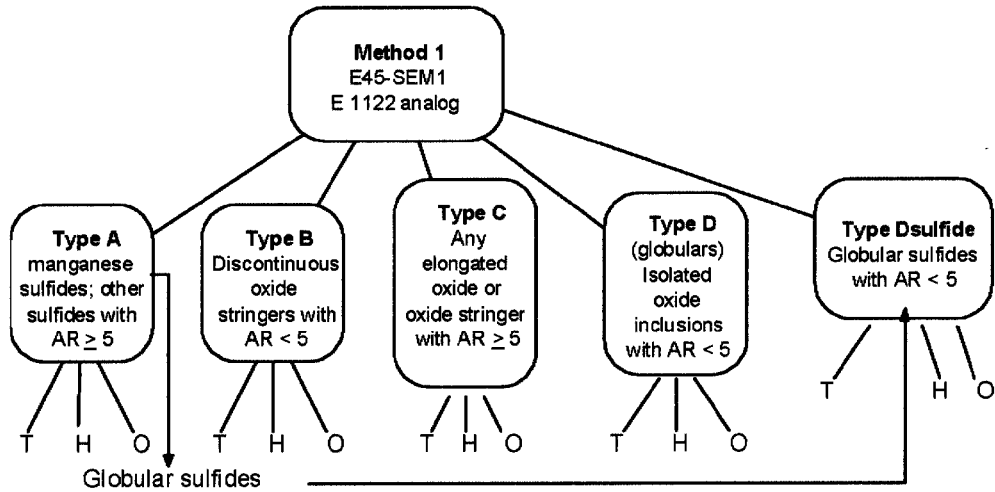 Method 1
E45-SEM1
E 1122 analog
Type A
manganese
sulfides; other
sulfides with
AR ≥ 5
Type B
Discontinuous
oxide
stringers with
AR < 5
Type C
Any
elongated
oxide or
oxide stringer
with AR ≥ 5
Type D
(globulars)
Isolated
oxide
inclusions
with AR < 5
Type Dsulfide
Globular sulfides
with AR < 5
T H O
T H O
T H O
T H O
T H O
Globular sulfides